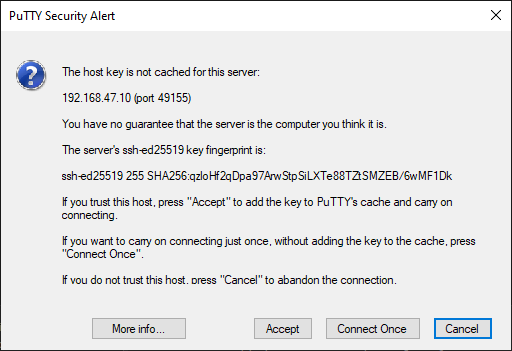 PuTTY Security Alert
The host key is not cached for this server:
192.168.47.10 (port 49155)
You have no guarantee that the server is the computer you think it is.
The server's ssh-ed25519 key fingerprint is:
ssh-ed25519 255 SHA256:qzloHf2qDpa97ArwStpSiLXTe88TZtSMZEB/6wMF1Dk
If you trust this host, press "Accept" to add the key to PuTTY's cache and carry on
connecting.
If you want to carry on connecting just once, without adding the key to the cache, press
"Connect Once".
If you do not trust this host, press "Cancel" to abandon the connection.
More info...
Accept
Connect Once
Cancel